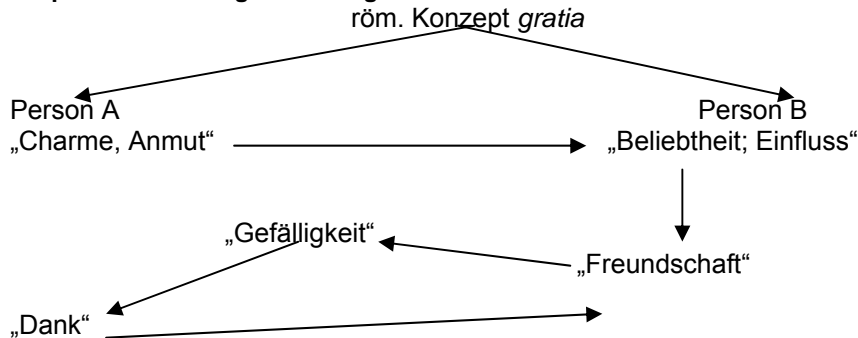 röm. Konzept gratia
Person A
Person B
„Charme, Anmut“
„Beliebtheit; Einfluss“
„Gefälligkeit“
„Freundschaft“
„Dank“